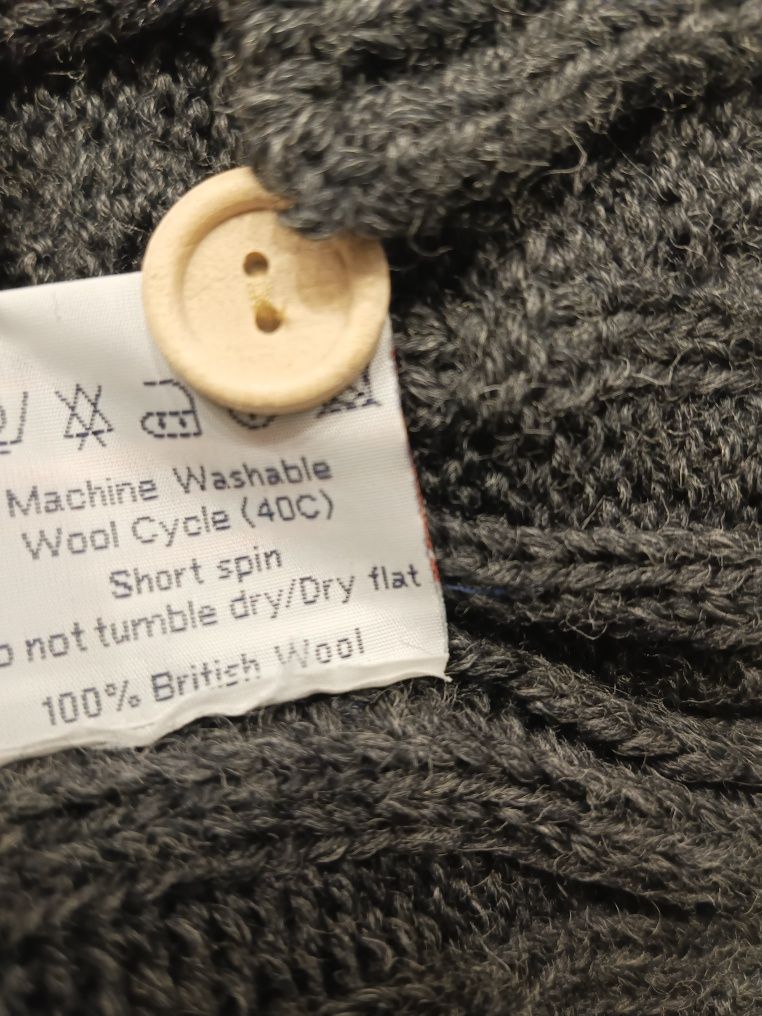 Machine Washable
Wool Cycle (40C)
Short spin
o not tumble dry/Dry flat
100% British Wool